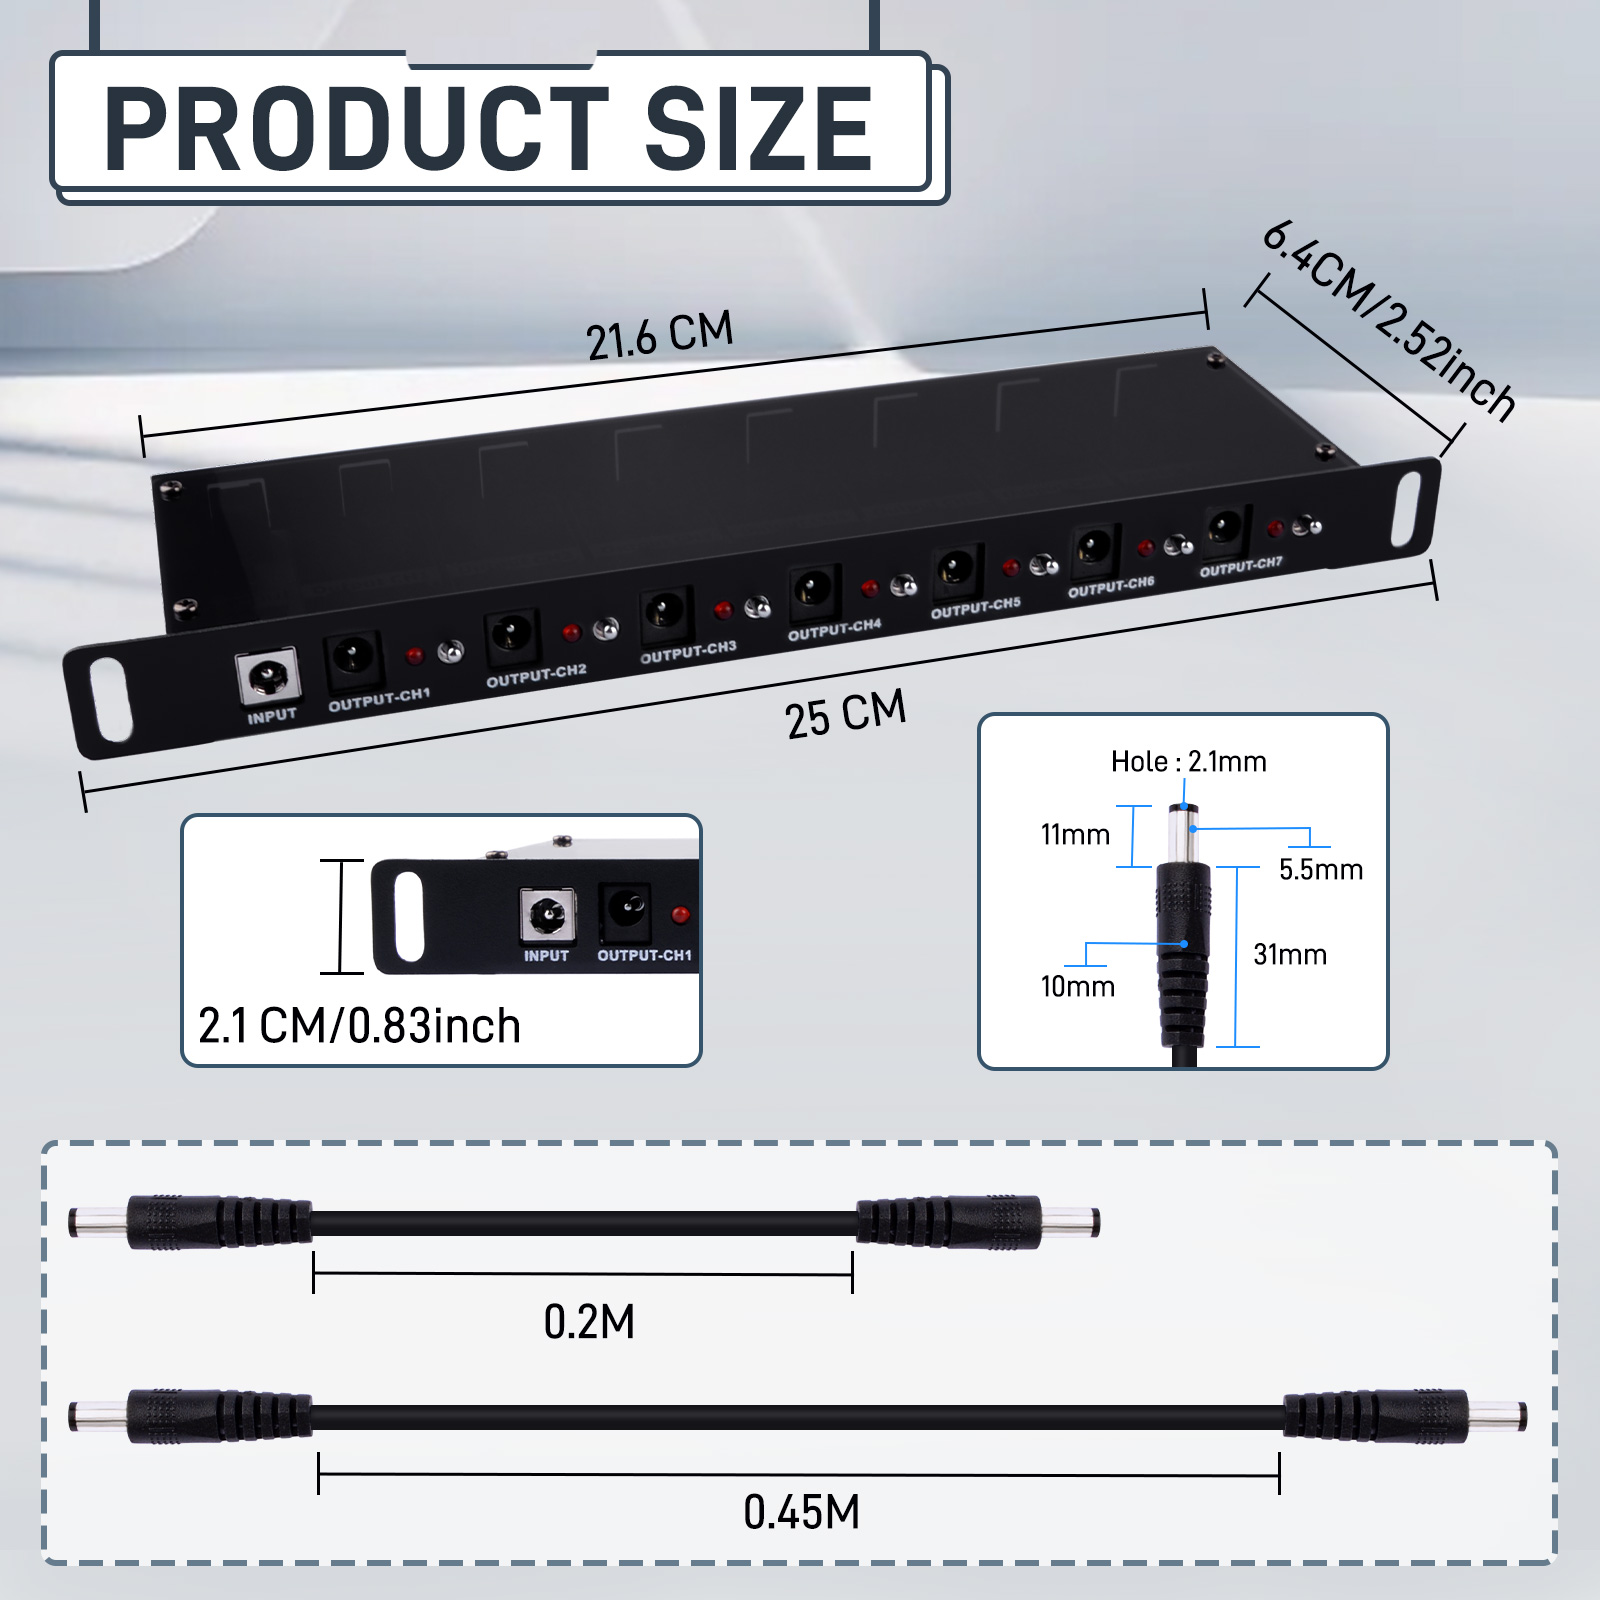 PRODUCT SIZE
6.4CM/2.52inch
21.6 CM
INPUT
OUTPUT-CH1
OUTPUT-CH2
OUTPUT-CH3
OUTPUT-CH4
OUTPUT-CH5
OUTPUT-CH6
OUTPUT-CH7
25 CM
Hole : 2.1mm
11mm
5.5mm
31mm
10mm
INPUT
OUTPUT-CH1
2.1 CM/0.83inch
0.2M
0.45M